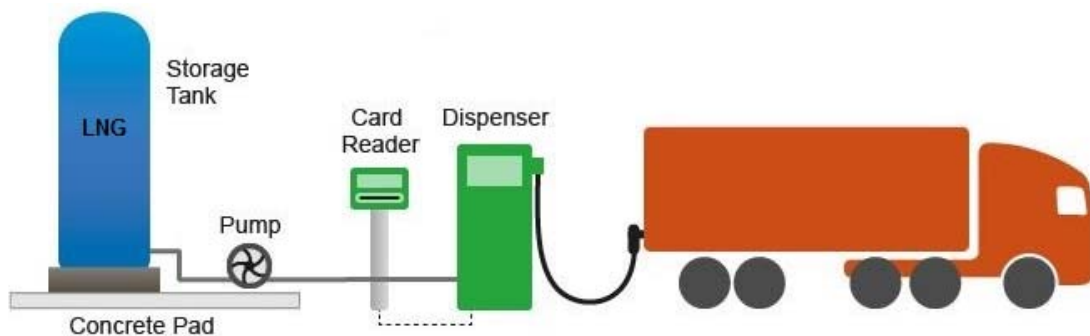 Storage
Tank
LNG
Card
Reader
Dispenser
Pump
Concrete Pad